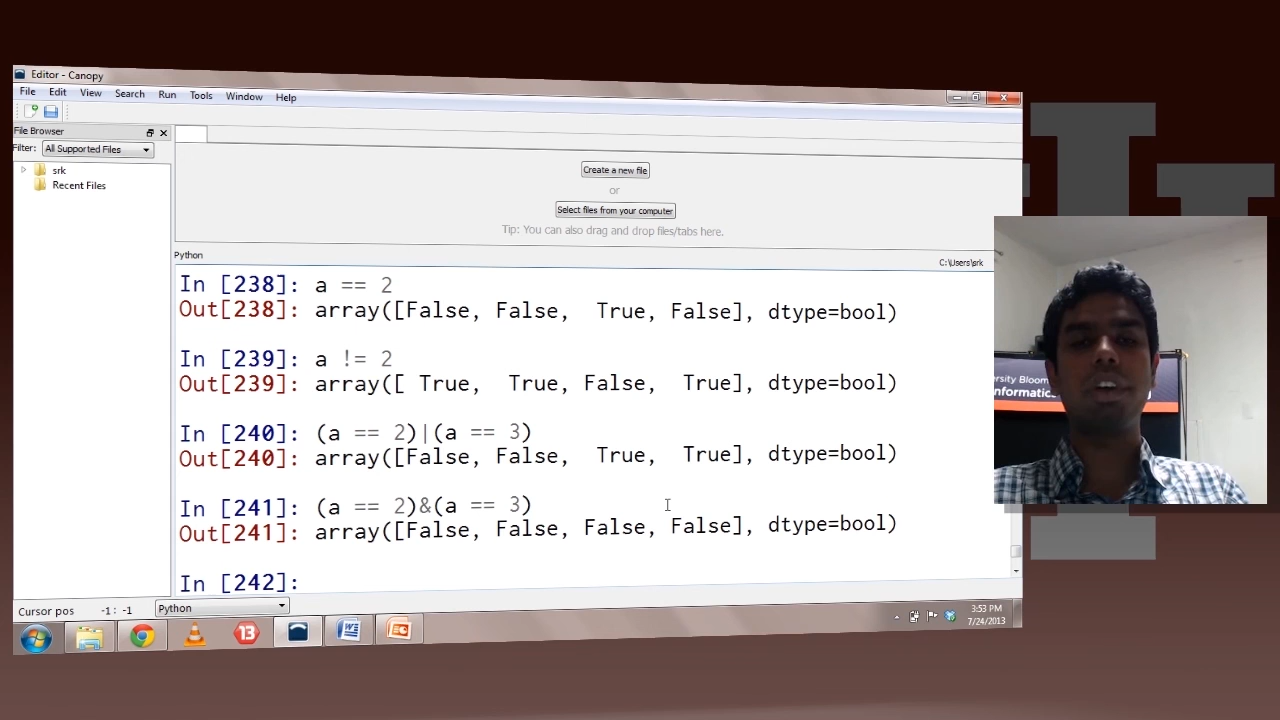 Editor - Canopy
File Edit View Search Run Tools Window Help
File Browser
Filter: All Supported Files
srk
Recent Files
Create a new file
or
Select files from your computer
Tip: You can also drag and drop files/tabs here.
Python
C:\Users\srk
In [238]: a == 2
Out[238]: array([False, False,  True, False], dtype=bool)
In [239]: a != 2
Out[239]: array([ True,  True, False,  True], dtype=bool)
In [240]: (a == 2)|(a == 3)
Out[240]: array([False, False,  True,  True], dtype=bool)
In [241]: (a == 2)&(a == 3)
Out[241]: array([False, False, False, False], dtype=bool)
In [242]:
Cursor pos -1 : -1 Python
13
3:53 PM
7/24/2013
ersity Bloom
nformatics